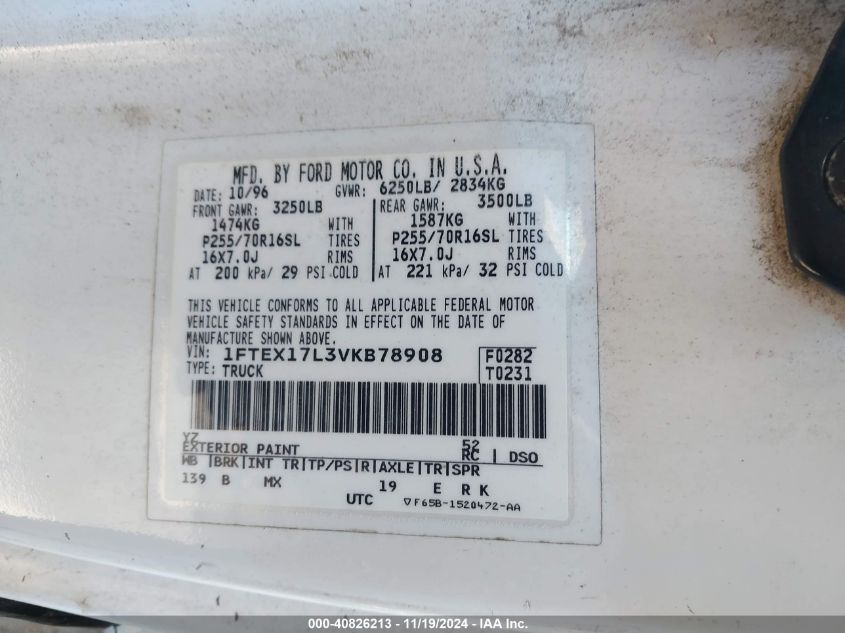 MFD. BY FORD MOTOR CO. IN U.S.A.
DATE: 10/96 GVWR: 6250LB/ 2834KG
FRONT GAWR: 3250LB REAR GAWR: 3500LB
1474KG WITH 1587KG WITH
P255/70R16SL TIRES P255/70R16SL TIRES
16X7.0J RIMS 16X7.0J RIMS
AT 200 kPa/ 29 PSI COLD AT 221 kPa/ 32 PSI COLD
THIS VEHICLE CONFORMS TO ALL APPLICABLE FEDERAL MOTOR
VEHICLE SAFETY STANDARDS IN EFFECT ON THE DATE OF
MANUFACTURE SHOWN ABOVE.
VIN: 1FTEX17L3VKB78908 F0282
TYPE: TRUCK T0231
YZ 52
EXTERIOR PAINT RC DSO
WB BRK INT TR TP/PS R AXLE TR SPR
139 B MX 19 E R K
UTC ▽F65B-1520472-AA
000-40826213 - 11/19/2024 - IAA Inc.